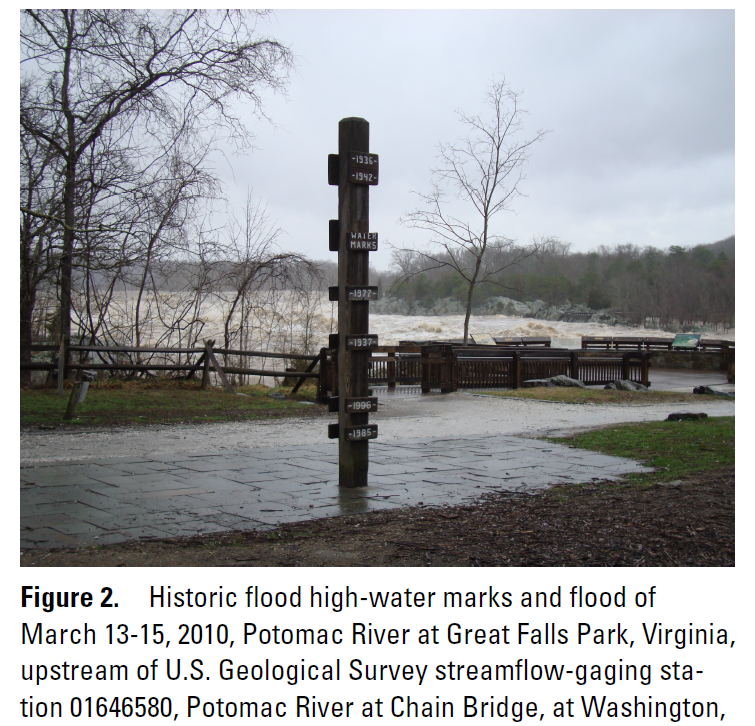 -1936-
-1942-
WATER
MARKS
-1972-
-1937-
-1996-
-1985-
Figure 2. Historic flood high-water marks and flood of
March 13-15, 2010, Potomac River at Great Falls Park, Virginia,
upstream of U.S. Geological Survey streamflow-gaging sta-
tion 01646580, Potomac River at Chain Bridge, at Washington,